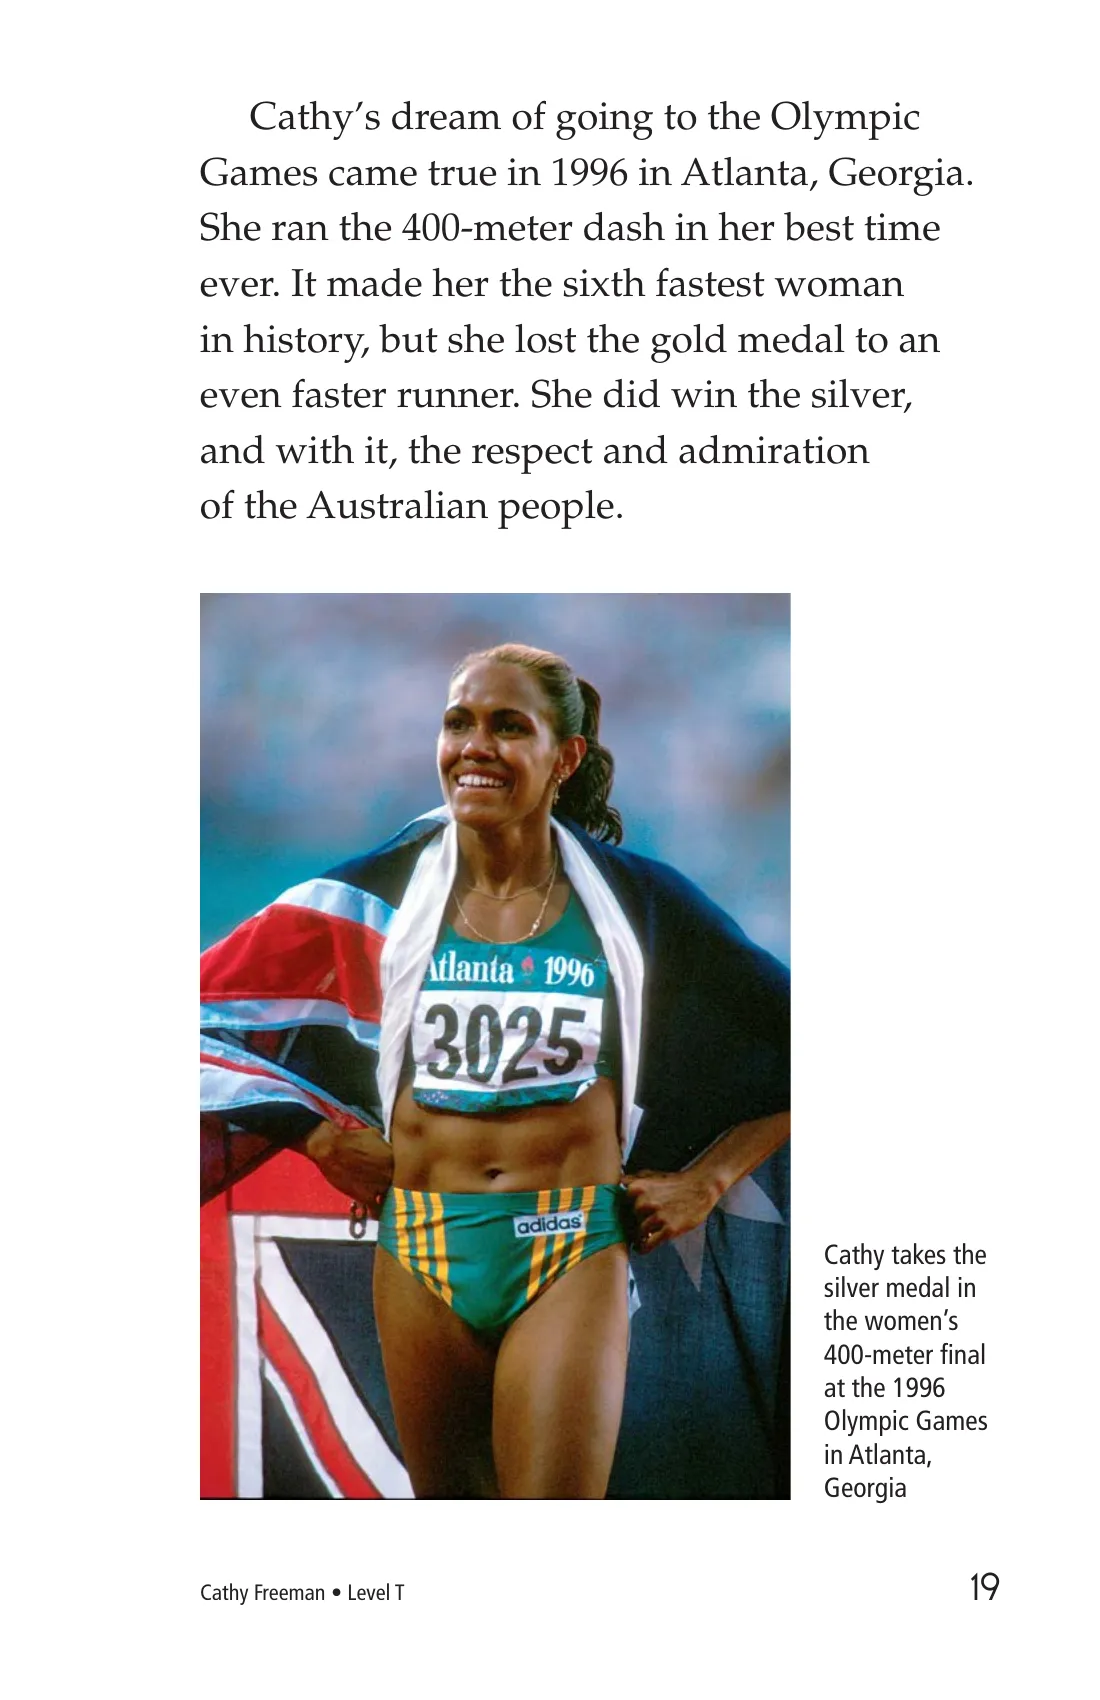 Cathy’s dream of going to the Olympic
Games came true in 1996 in Atlanta, Georgia.
She ran the 400-meter dash in her best time
ever. It made her the sixth fastest woman
in history, but she lost the gold medal to an
even faster runner. She did win the silver,
and with it, the respect and admiration
of the Australian people.
Atlanta 1996
3025
8
adidas
Cathy takes the
silver medal in
the women’s
400-meter final
at the 1996
Olympic Games
in Atlanta,
Georgia
Cathy Freeman • Level T
19